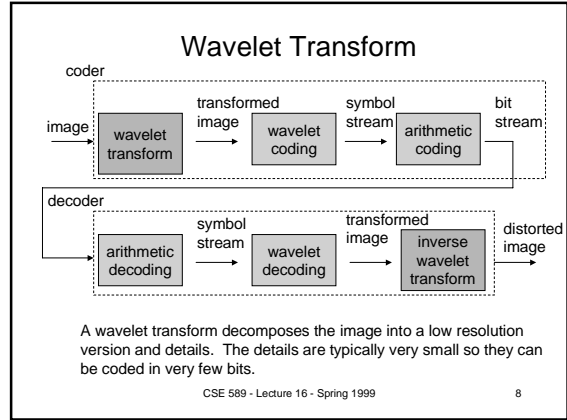 Wavelet Transform
coder
image
wavelet
transform
transformed
image
wavelet
coding
symbol
stream
arithmetic
coding
bit
stream
decoder
arithmetic
decoding
symbol
stream
wavelet
decoding
transformed
image
inverse
wavelet
transform
distorted
image
A wavelet transform decomposes the image into a low resolution
version and details. The details are typically very small so they can
be coded in very few bits.
CSE 589 - Lecture 16 - Spring 1999
8